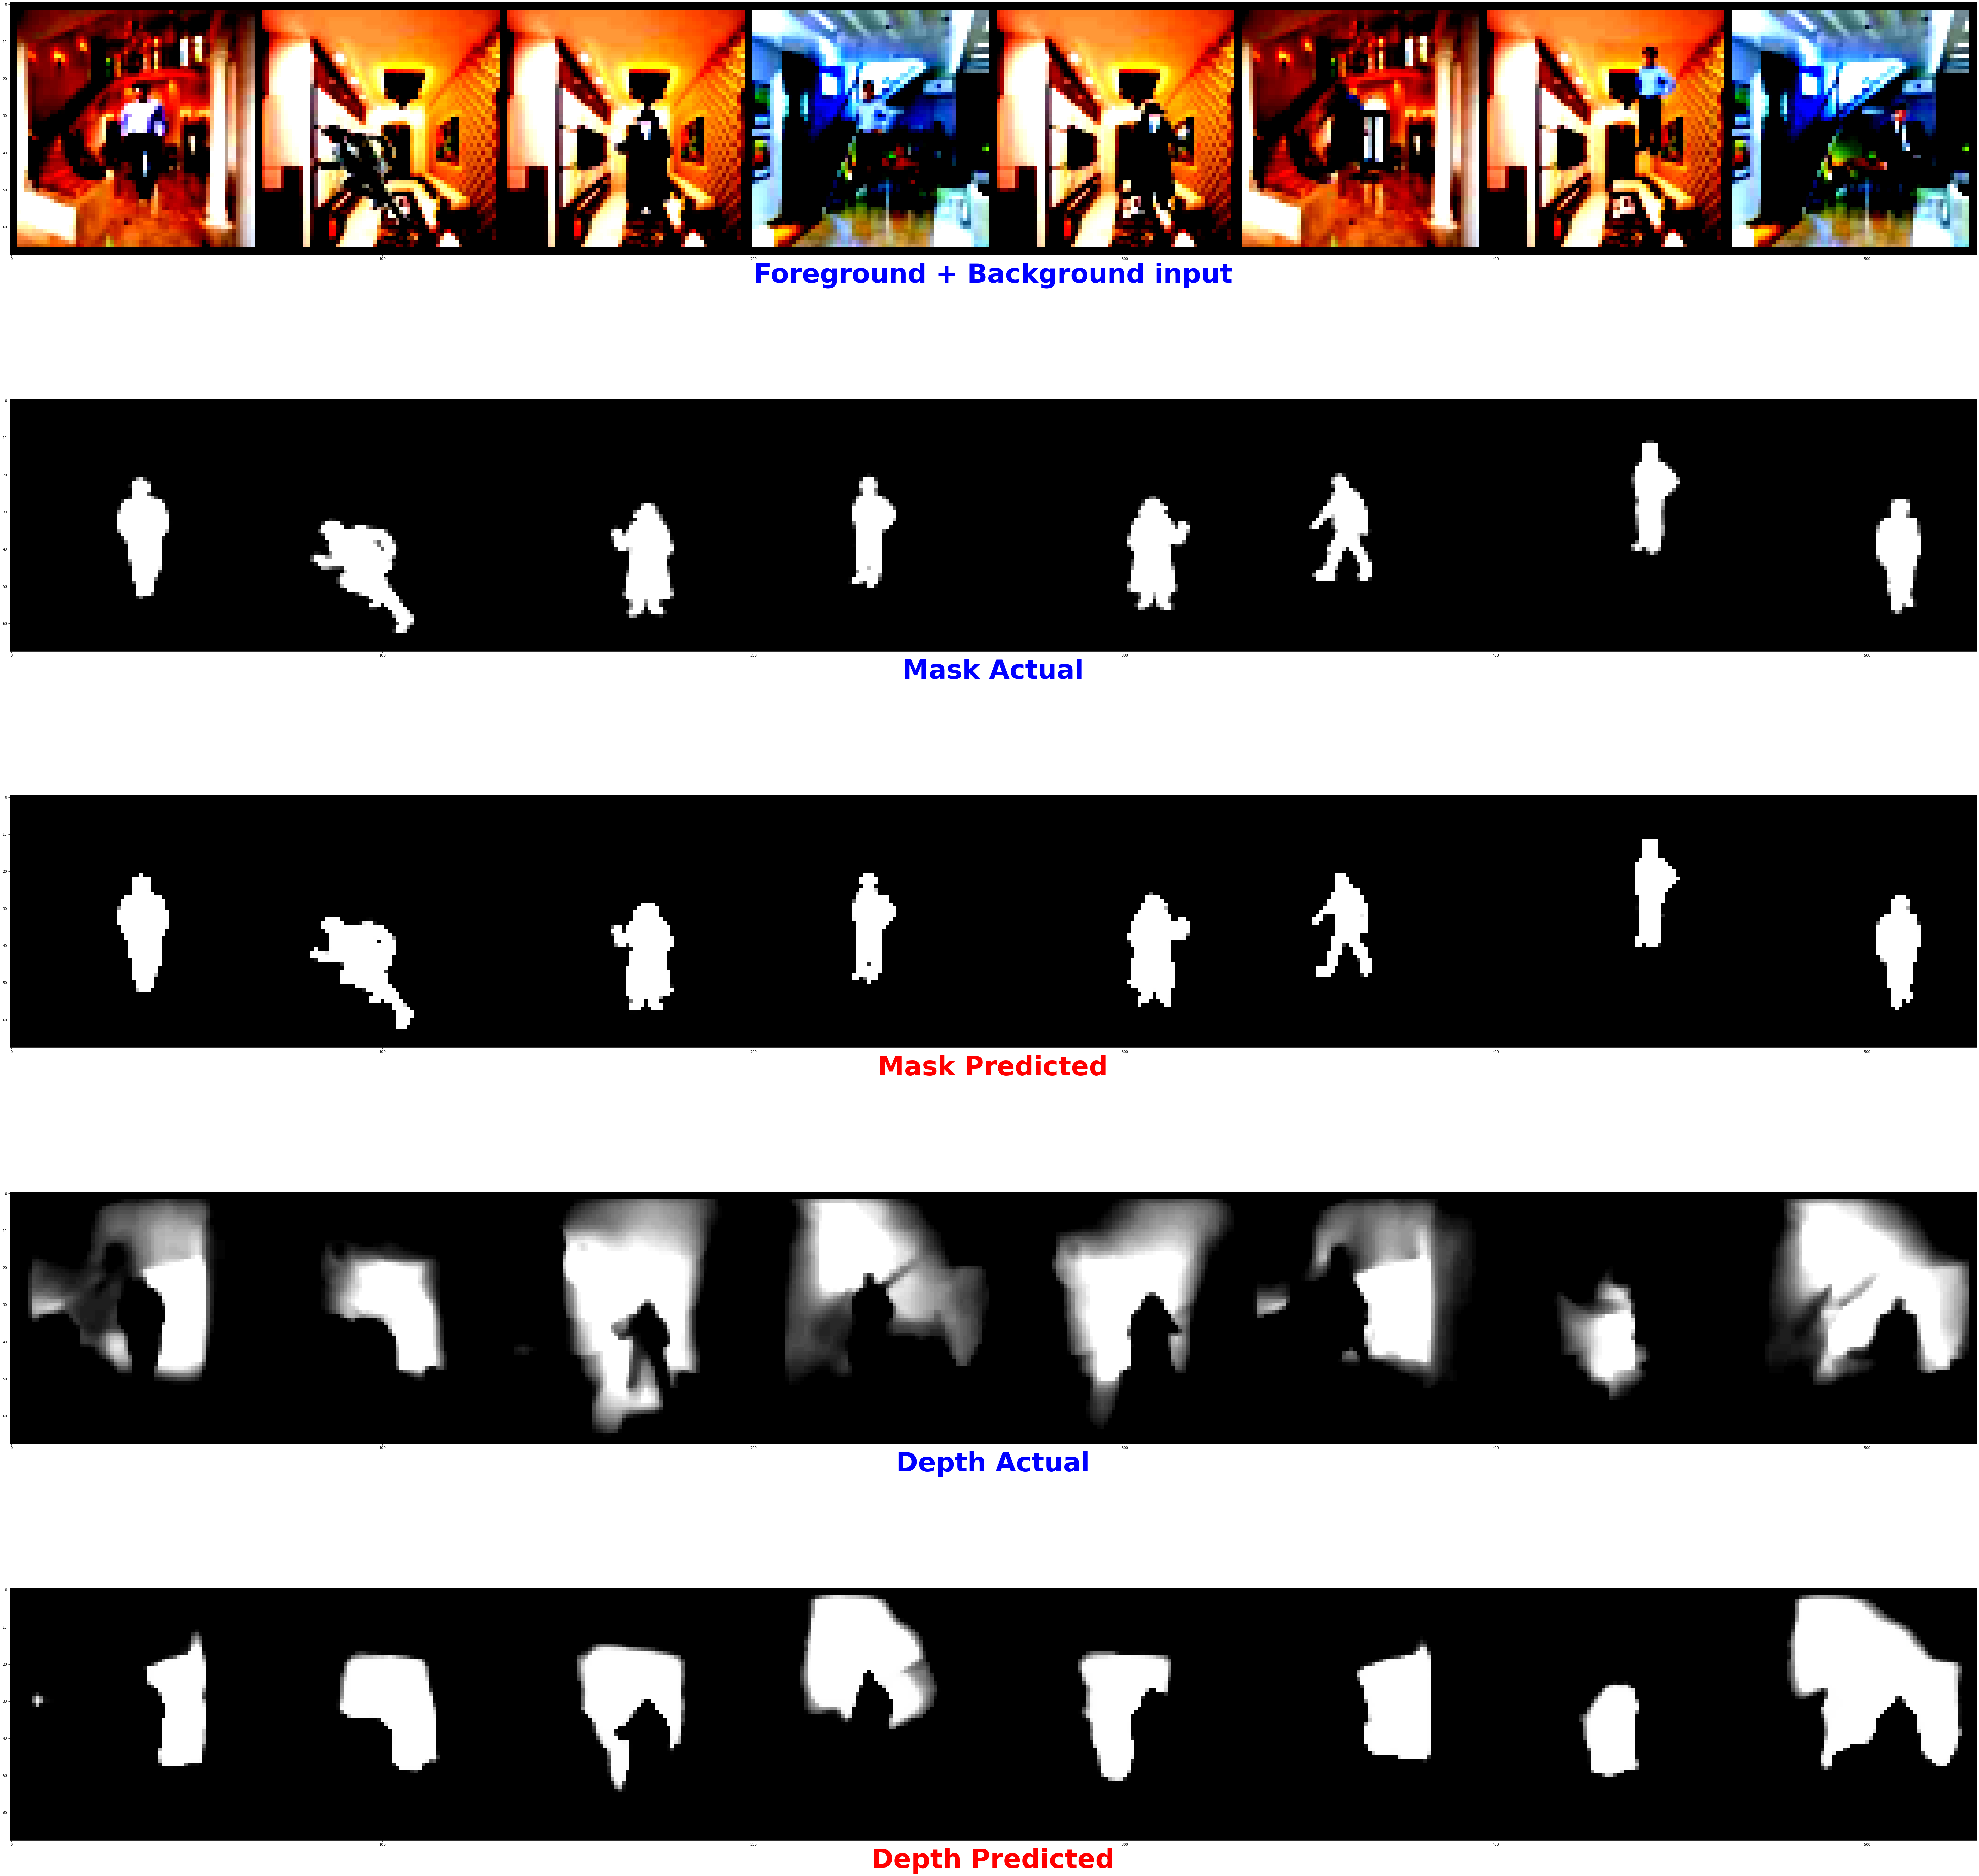 Foreground + Background input
Mask Actual
Mask Predicted
Depth Actual
Depth Predicted